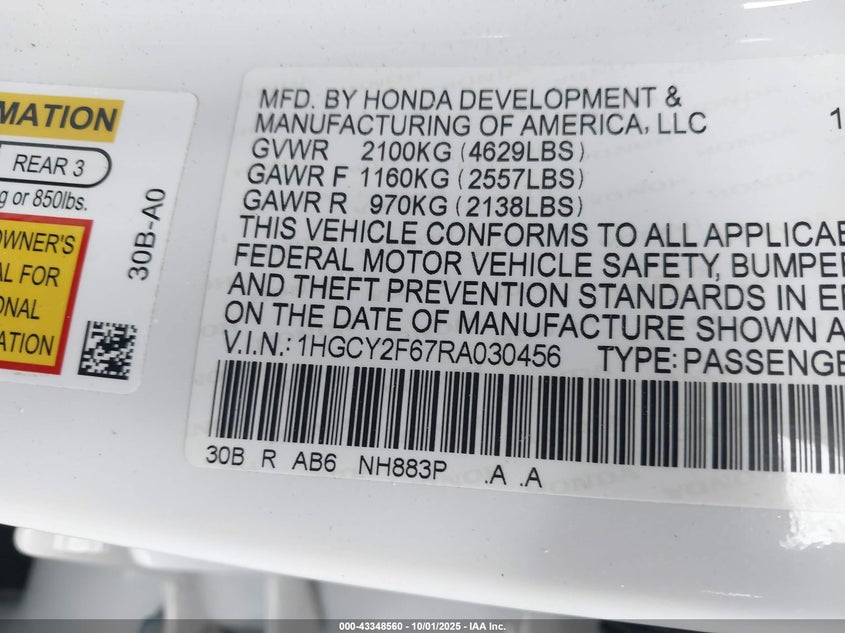 MATION
REAR 3
g or 850lbs.
OWNER'S
AL FOR
ONAL
ATION
30B-A0
MFD. BY HONDA DEVELOPMENT &
MANUFACTURING OF AMERICA, LLC 1
GVWR 2100KG (4629LBS)
GAWR F 1160KG (2557LBS)
GAWR R 970KG (2138LBS)
THIS VEHICLE CONFORMS TO ALL APPLICAB
FEDERAL MOTOR VEHICLE SAFETY, BUMPER
AND THEFT PREVENTION STANDARDS IN EF
ON THE DATE OF MANUFACTURE SHOWN A
V.I.N.: 1HGCY2F67RA030456 TYPE: PASSENGE
30B R AB6 NH883P .A .A
000-43348560 - 10/01/2025 - IAA Inc.